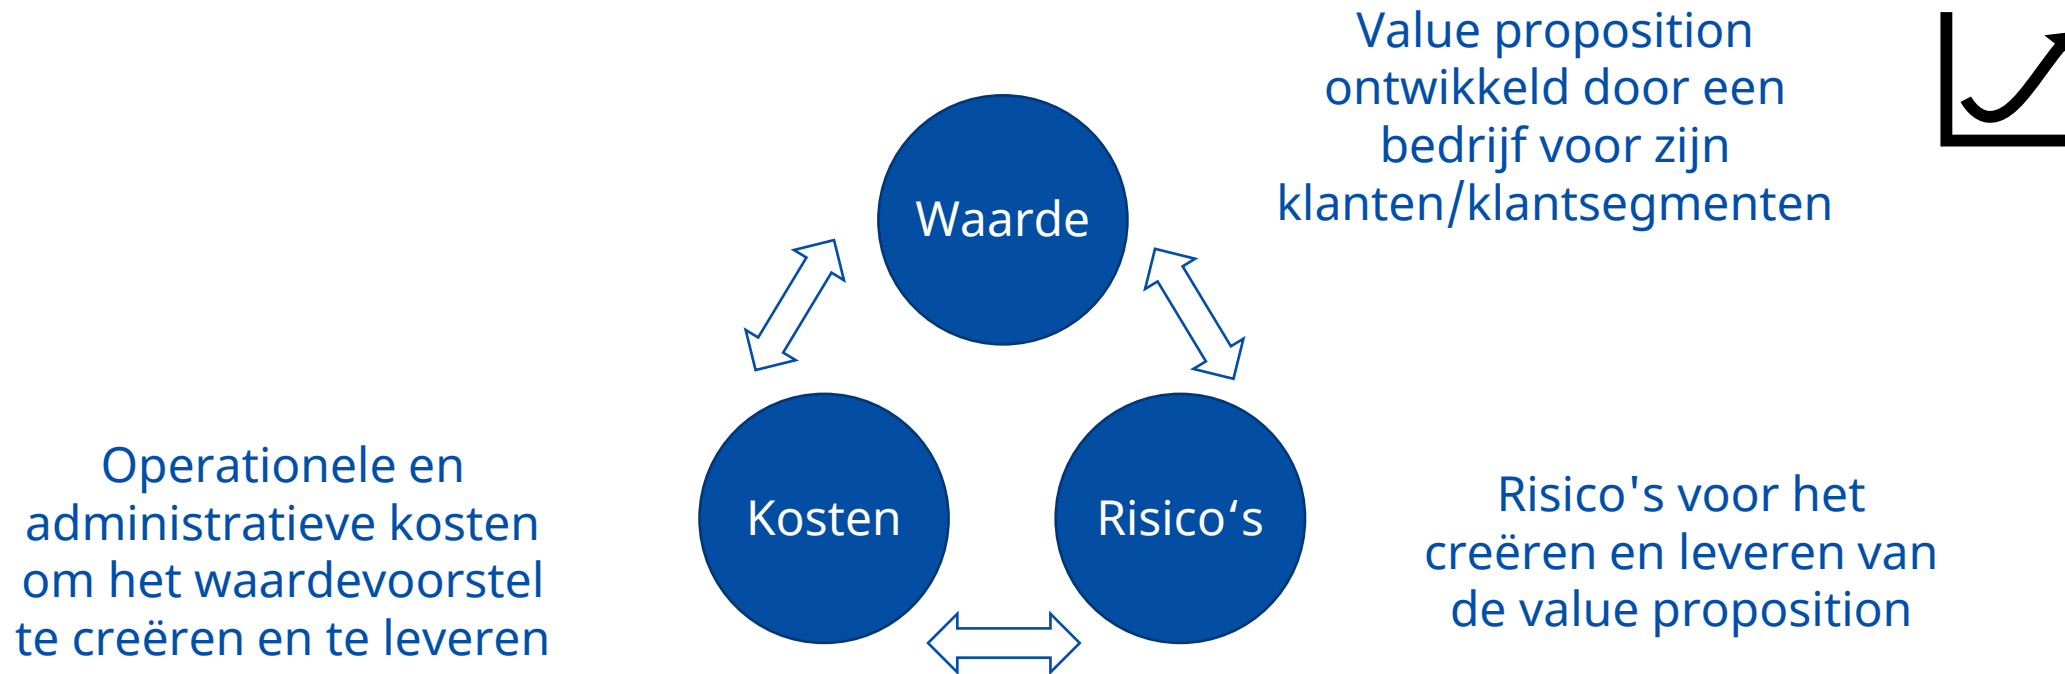 Value proposition
ontwikkeld door een
bedrijf voor zijn
klanten/klantsegmenten
Waarde
Operationele en
administratieve kosten
om het waardevoorstel
te creëren en te leveren
Kosten
Risico‘s
Risico's voor het
creëren en leveren van
de value proposition